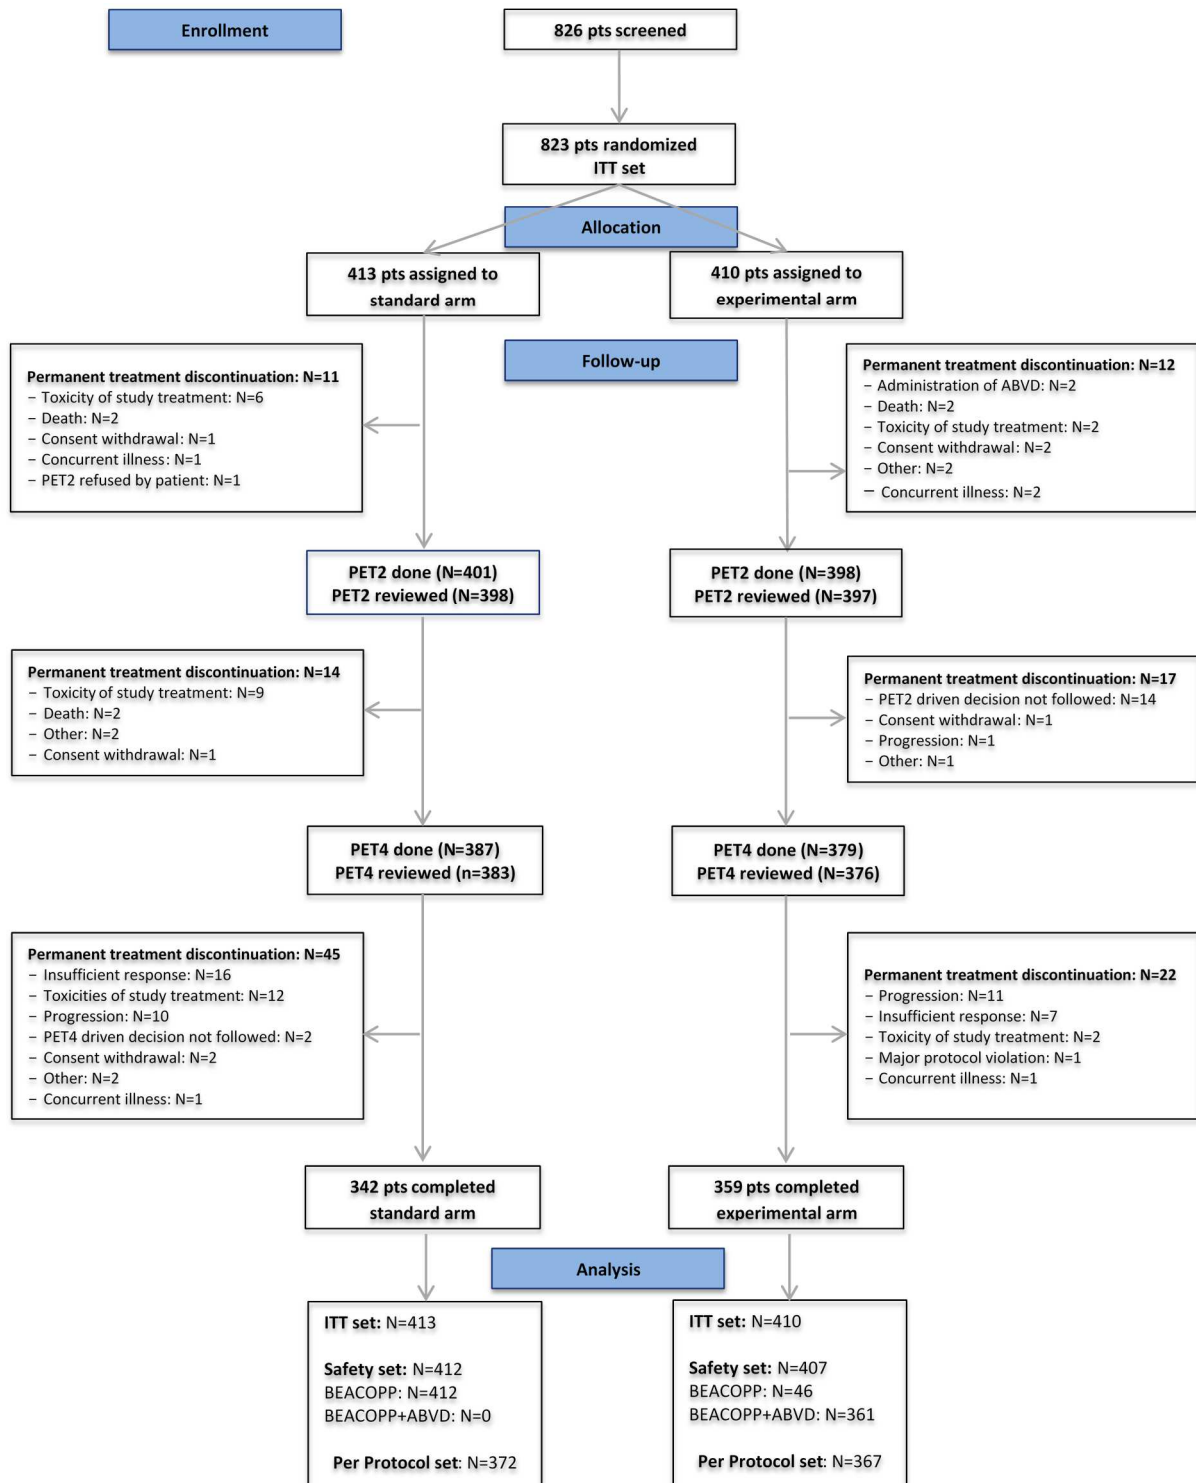 Enrollment
826 pts screened
823 pts randomized
ITT set
Allocation
413 pts assigned to
standard arm
410 pts assigned to
experimental arm
Follow-up
Permanent treatment discontinuation: N=11
– Toxicity of study treatment: N=6
– Death: N=2
– Consent withdrawal: N=1
– Concurrent illness: N=1
– PET2 refused by patient: N=1
Permanent treatment discontinuation: N=12
– Administration of ABVD: N=2
– Death: N=2
– Toxicity of study treatment: N=2
– Consent withdrawal: N=2
– Other: N=2
– Concurrent illness: N=2
PET2 done (N=401)
PET2 reviewed (N=398)
PET2 done (N=398)
PET2 reviewed (N=397)
Permanent treatment discontinuation: N=14
– Toxicity of study treatment: N=9
– Death: N=2
– Other: N=2
– Consent withdrawal: N=1
Permanent treatment discontinuation: N=17
– PET2 driven decision not followed: N=14
– Consent withdrawal: N=1
– Progression: N=1
– Other: N=1
PET4 done (N=387)
PET4 reviewed (n=383)
PET4 done (N=379)
PET4 reviewed (N=376)
Permanent treatment discontinuation: N=45
– Insufficient response: N=16
– Toxicities of study treatment: N=12
– Progression: N=10
– PET4 driven decision not followed: N=2
– Consent withdrawal: N=2
– Other: N=2
– Concurrent illness: N=1
Permanent treatment discontinuation: N=22
– Progression: N=11
– Insufficient response: N=7
– Toxicity of study treatment: N=2
– Major protocol violation: N=1
– Concurrent illness: N=1
342 pts completed
standard arm
359 pts completed
experimental arm
Analysis
ITT set: N=413
Safety set: N=412
BEACOPP: N=412
BEACOPP+ABVD: N=0
Per Protocol set: N=372
ITT set: N=410
Safety set: N=407
BEACOPP: N=46
BEACOPP+ABVD: N=361
Per Protocol set: N=367